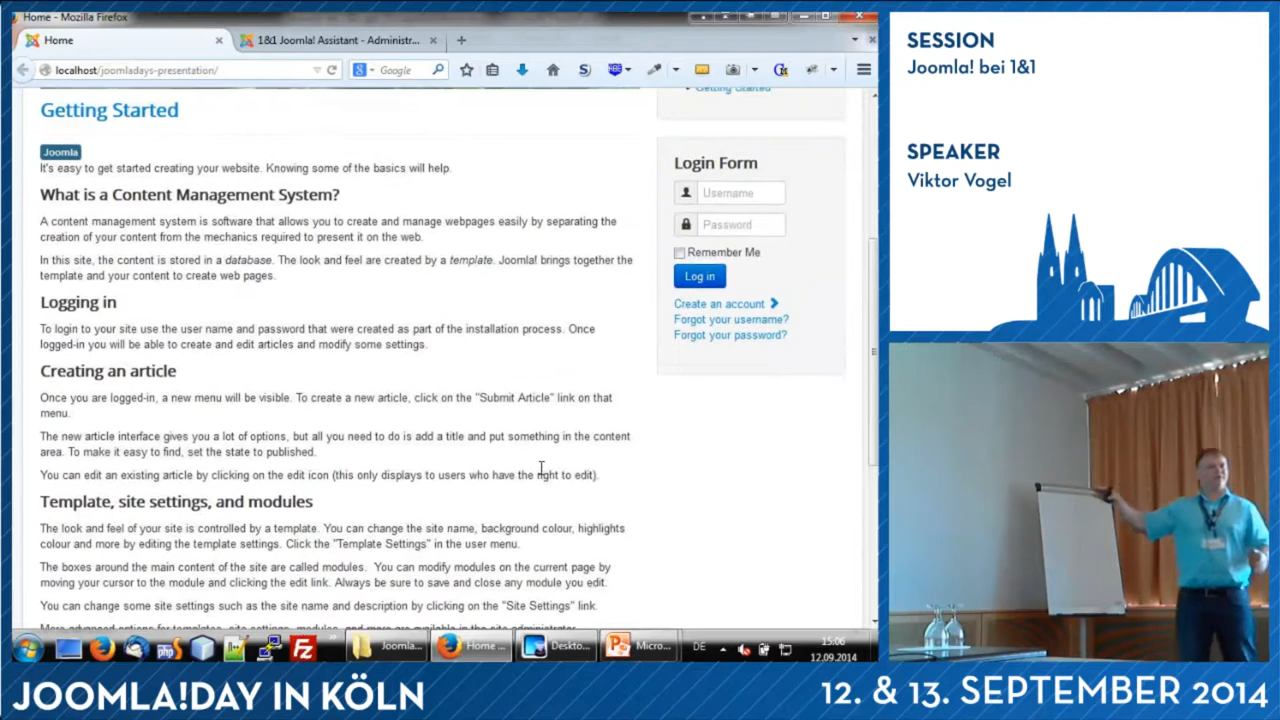 Home - Mozilla Firefox
Home
1&1 Joomla! Assistant - Administr...
localhost/joomladays-presentation/
Google
Getting Started
Joomla
It's easy to get started creating your website. Knowing some of the basics will help.
What is a Content Management System?
A content management system is software that allows you to create and manage webpages easily by separating the
creation of your content from the mechanics required to present it on the web.
In this site, the content is stored in a database. The look and feel are created by a template. Joomla! brings together the
template and your content to create web pages.
Logging in
To login to your site use the user name and password that were created as part of the installation process. Once
logged-in you will be able to create and edit articles and modify some settings.
Creating an article
Once you are logged-in, a new menu will be visible. To create a new article, click on the "Submit Article" link on that
menu.
The new article interface gives you a lot of options, but all you need to do is add a title and put something in the content
area. To make it easy to find, set the state to published.
You can edit an existing article by clicking on the edit icon (this only displays to users who have the right to edit).
Template, site settings, and modules
The look and feel of your site is controlled by a template. You can change the site name, background colour, highlights
colour and more by editing the template settings. Click the "Template Settings" in the user menu.
The boxes around the main content of the site are called modules. You can modify modules on the current page by
moving your cursor to the module and clicking the edit link. Always be sure to save and close any module you edit.
You can change some site settings such as the site name and description by clicking on the "Site Settings" link.
More advanced options for templates, site settings, modules, and more are available in the site administrator.
Getting Started
Login Form
Username
Password
Remember Me
Log in
Create an account
Forgot your username?
Forgot your password?
Joomla...
Home ...
Deskto...
Micro...
DE
15:06
12.09.2014
SESSION
Joomla! bei 1&1
SPEAKER
Viktor Vogel
JOOMLA!DAY IN KÖLN
12. & 13. SEPTEMBER 2014